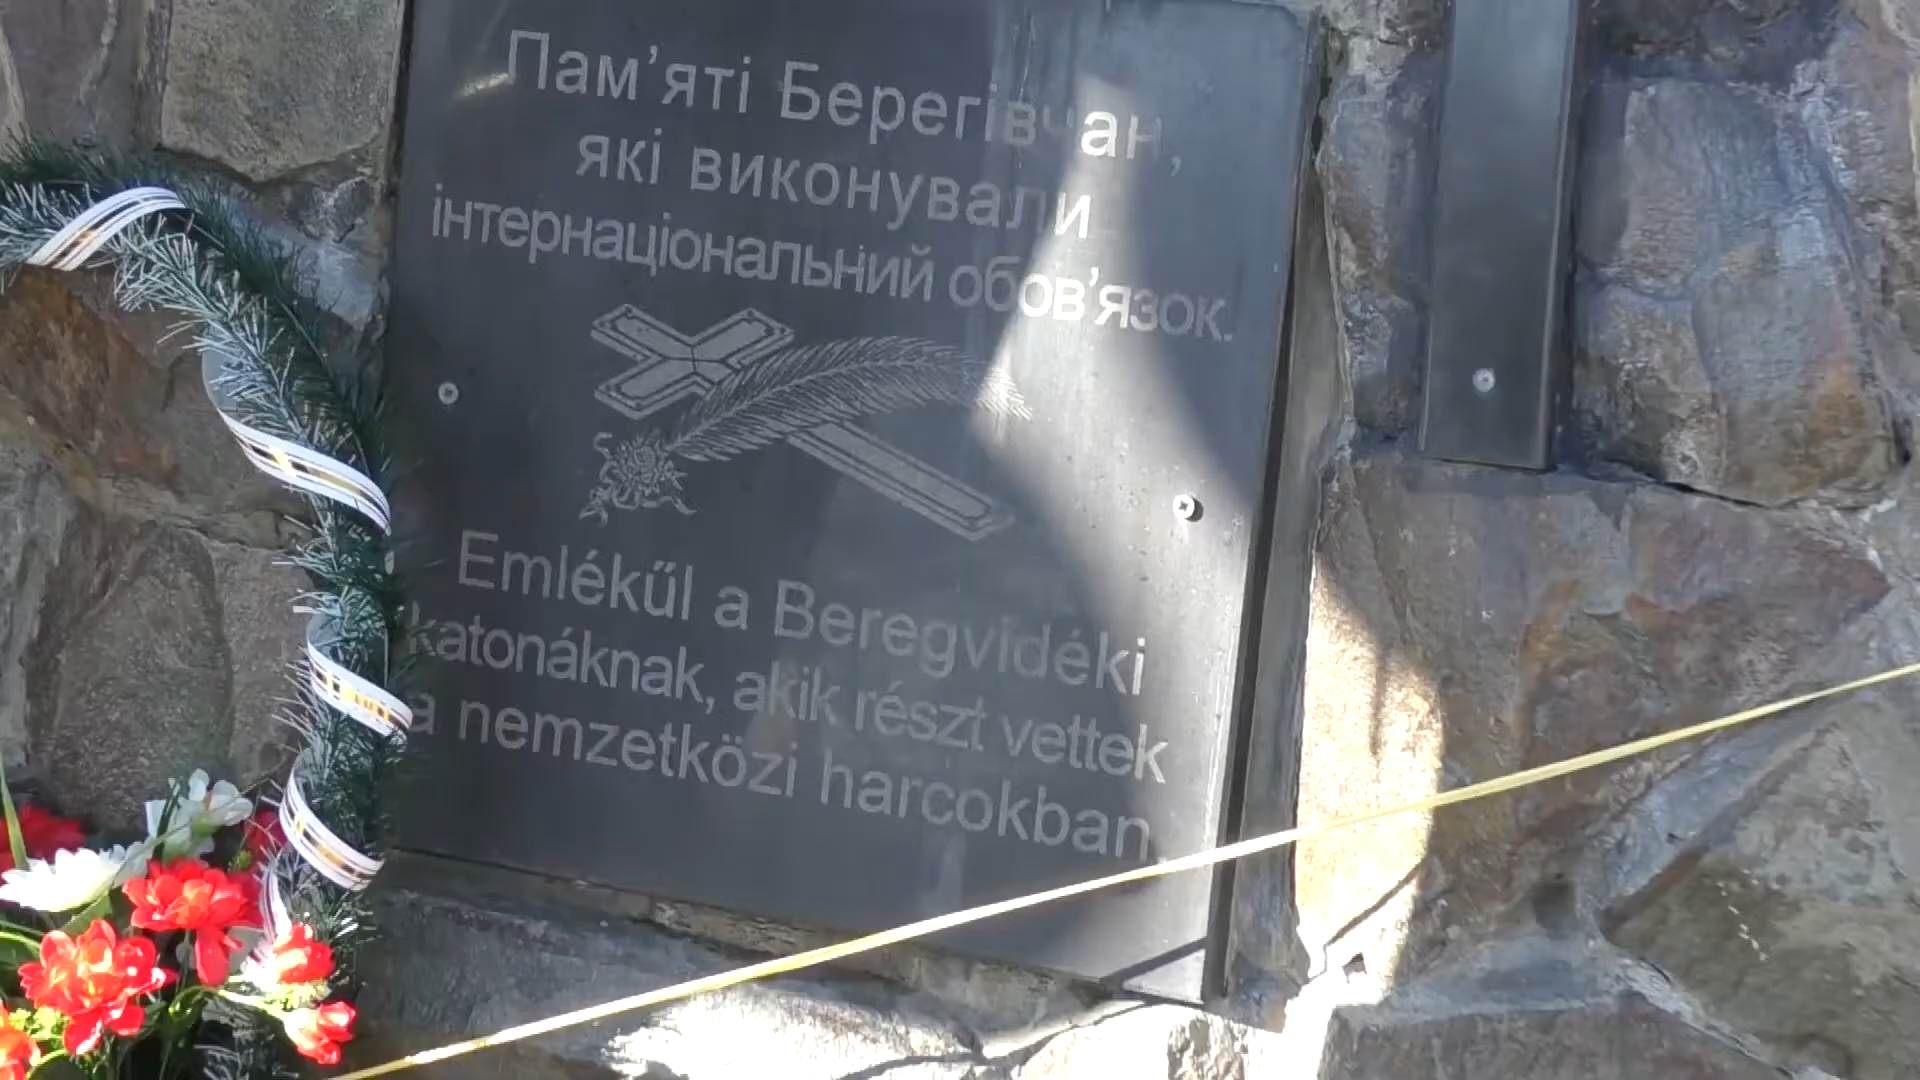 Пам'яті Берегівчан,
які виконували
інтернаціональний обов'язок.
Emlékűl a Beregvidéki
katonáknak, akik részt vettek
a nemzetközi harcokban.